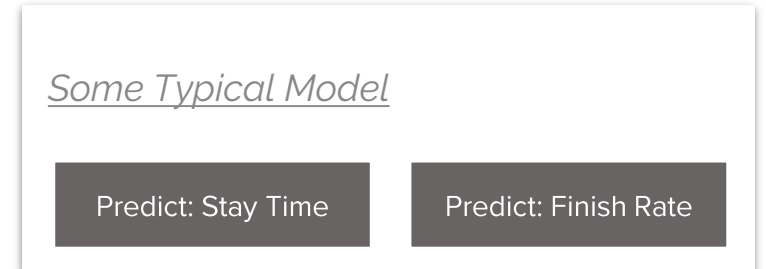 Some Typical Model
Predict: Stay Time
Predict: Finish Rate